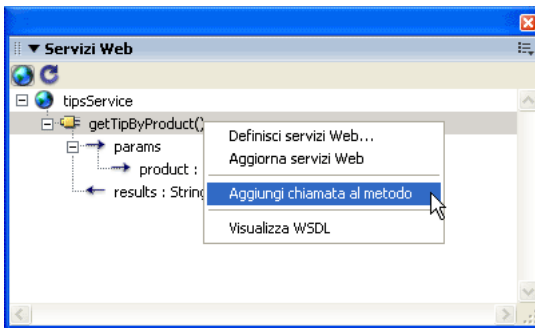 Servizi Web
tipsService
getTipByProduct()
params
product :
results : String
Definisci servizi Web...
Aggiorna servizi Web
Aggiungi chiamata al metodo
Visualizza WSDL